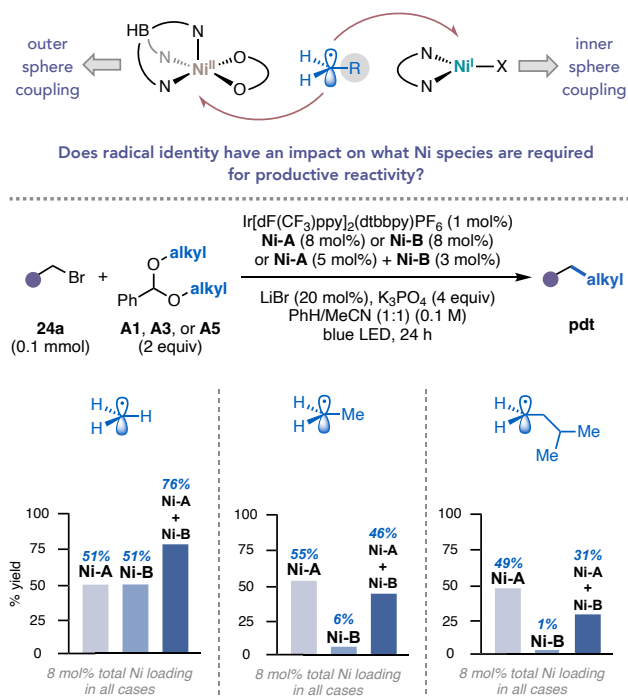 outer
sphere
coupling
HB
N
N
N
Ni^II
O
O
H
H
R
N
N
Ni^I
X
inner
sphere
coupling
Does radical identity have an impact on what Ni species are required
for productive reactivity?
Br
24a
(0.1 mmol)
+
O
alkyl
Ph
O
alkyl
A1, A3, or A5
(2 equiv)
Ir[dF(CF3)ppy]2(dtbbpy)PF6 (1 mol%)
Ni-A (8 mol%) or Ni-B (8 mol%)
or Ni-A (5 mol%) + Ni-B (3 mol%)
LiBr (20 mol%), K3PO4 (4 equiv)
PhH/MeCN (1:1) (0.1 M)
blue LED, 24 h
alkyl
pdt
H
H
H
% yield
100
75
50
25
0
51%
Ni-A
51%
Ni-B
76%
Ni-A
+
Ni-B
8 mol% total Ni loading
in all cases
H
H
Me
100
75
50
25
0
55%
Ni-A
6%
Ni-B
46%
Ni-A
+
Ni-B
8 mol% total Ni loading
in all cases
H
H
Me
Me
100
75
50
25
0
49%
Ni-A
1%
Ni-B
31%
Ni-A
+
Ni-B
8 mol% total Ni loading
in all cases